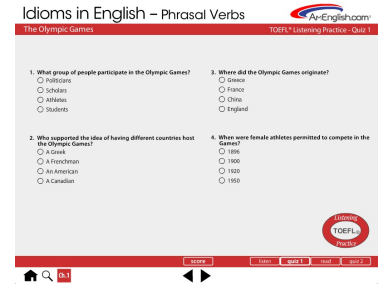 Idioms in English – Phrasal Verbs
AMENGLISH.COM®
The Olympic Games
TOEFL® Listening Practice - Quiz 1
1. What group of people participate in the Olympic Games?
Politicians
Scholars
Athletes
Students
2. Who supported the idea of having different countries host
the Olympic Games?
A Greek
A Frenchman
An American
A Canadian
3. Where did the Olympic Games originate?
Greece
France
China
England
4. When were female athletes permitted to compete in the
Games?
1896
1900
1920
1950
Listening
TOEFL®
Practice
score
listen
quiz 1
read
quiz 2
Ch.1